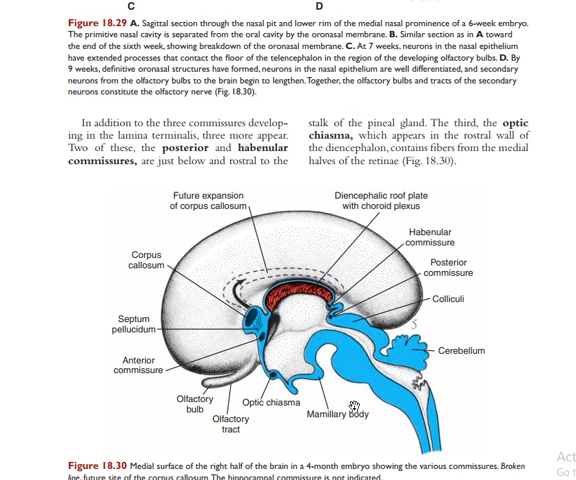 C D
Figure 18.29 A. Sagittal section through the nasal pit and lower rim of the medial nasal prominence of a 6-week embryo.
The primitive nasal cavity is separated from the oral cavity by the oronasal membrane. B. Similar section as in A toward
the end of the sixth week, showing breakdown of the oronasal membrane. C. At 7 weeks, neurons in the nasal epithelium
have extended processes that contact the floor of the telencephalon in the region of the developing olfactory bulbs. D. By
9 weeks, definitive oronasal structures have formed, neurons in the nasal epithelium are well differentiated, and secondary
neurons from the olfactory bulbs to the brain begin to lengthen. Together, the olfactory bulbs and tracts of the secondary
neurons constitute the olfactory nerve (Fig. 18.30).
In addition to the three commissures develop-
ing in the lamina terminalis, three more appear.
Two of these, the posterior and habenular
commissures, are just below and rostral to the
stalk of the pineal gland. The third, the optic
chiasma, which appears in the rostral wall of
the diencephalon, contains fibers from the medial
halves of the retinae (Fig. 18.30).
Future expansion
of corpus callosum
Diencephalic roof plate
with choroid plexus
Habenular
commissure
Corpus
callosum
Posterior
commissure
Colliculi
Septum
pellucidum
Cerebellum
Anterior
commissure
Olfactory
bulb
Optic chiasma
Mamillary body
Olfactory
tract
Figure 18.30 Medial surface of the right half of the brain in a 4-month embryo showing the various commissures. Broken
line, future site of the corpus callosum. The hippocampal commissure is not indicated.
Act
Go t